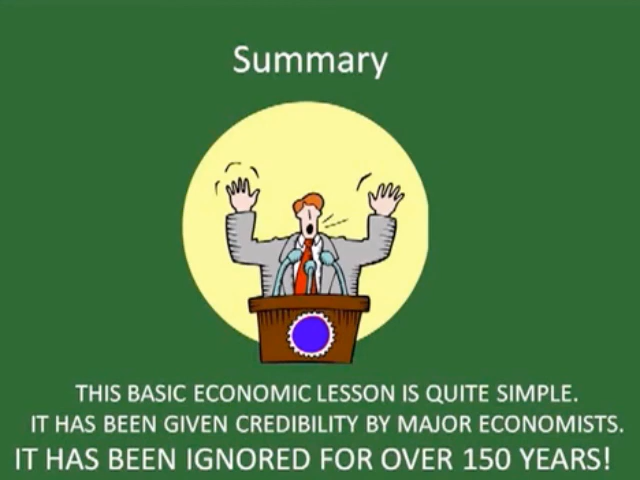 Summary
THIS BASIC ECONOMIC LESSON IS QUITE SIMPLE.
IT HAS BEEN GIVEN CREDIBILITY BY MAJOR ECONOMISTS.
IT HAS BEEN IGNORED FOR OVER 150 YEARS!